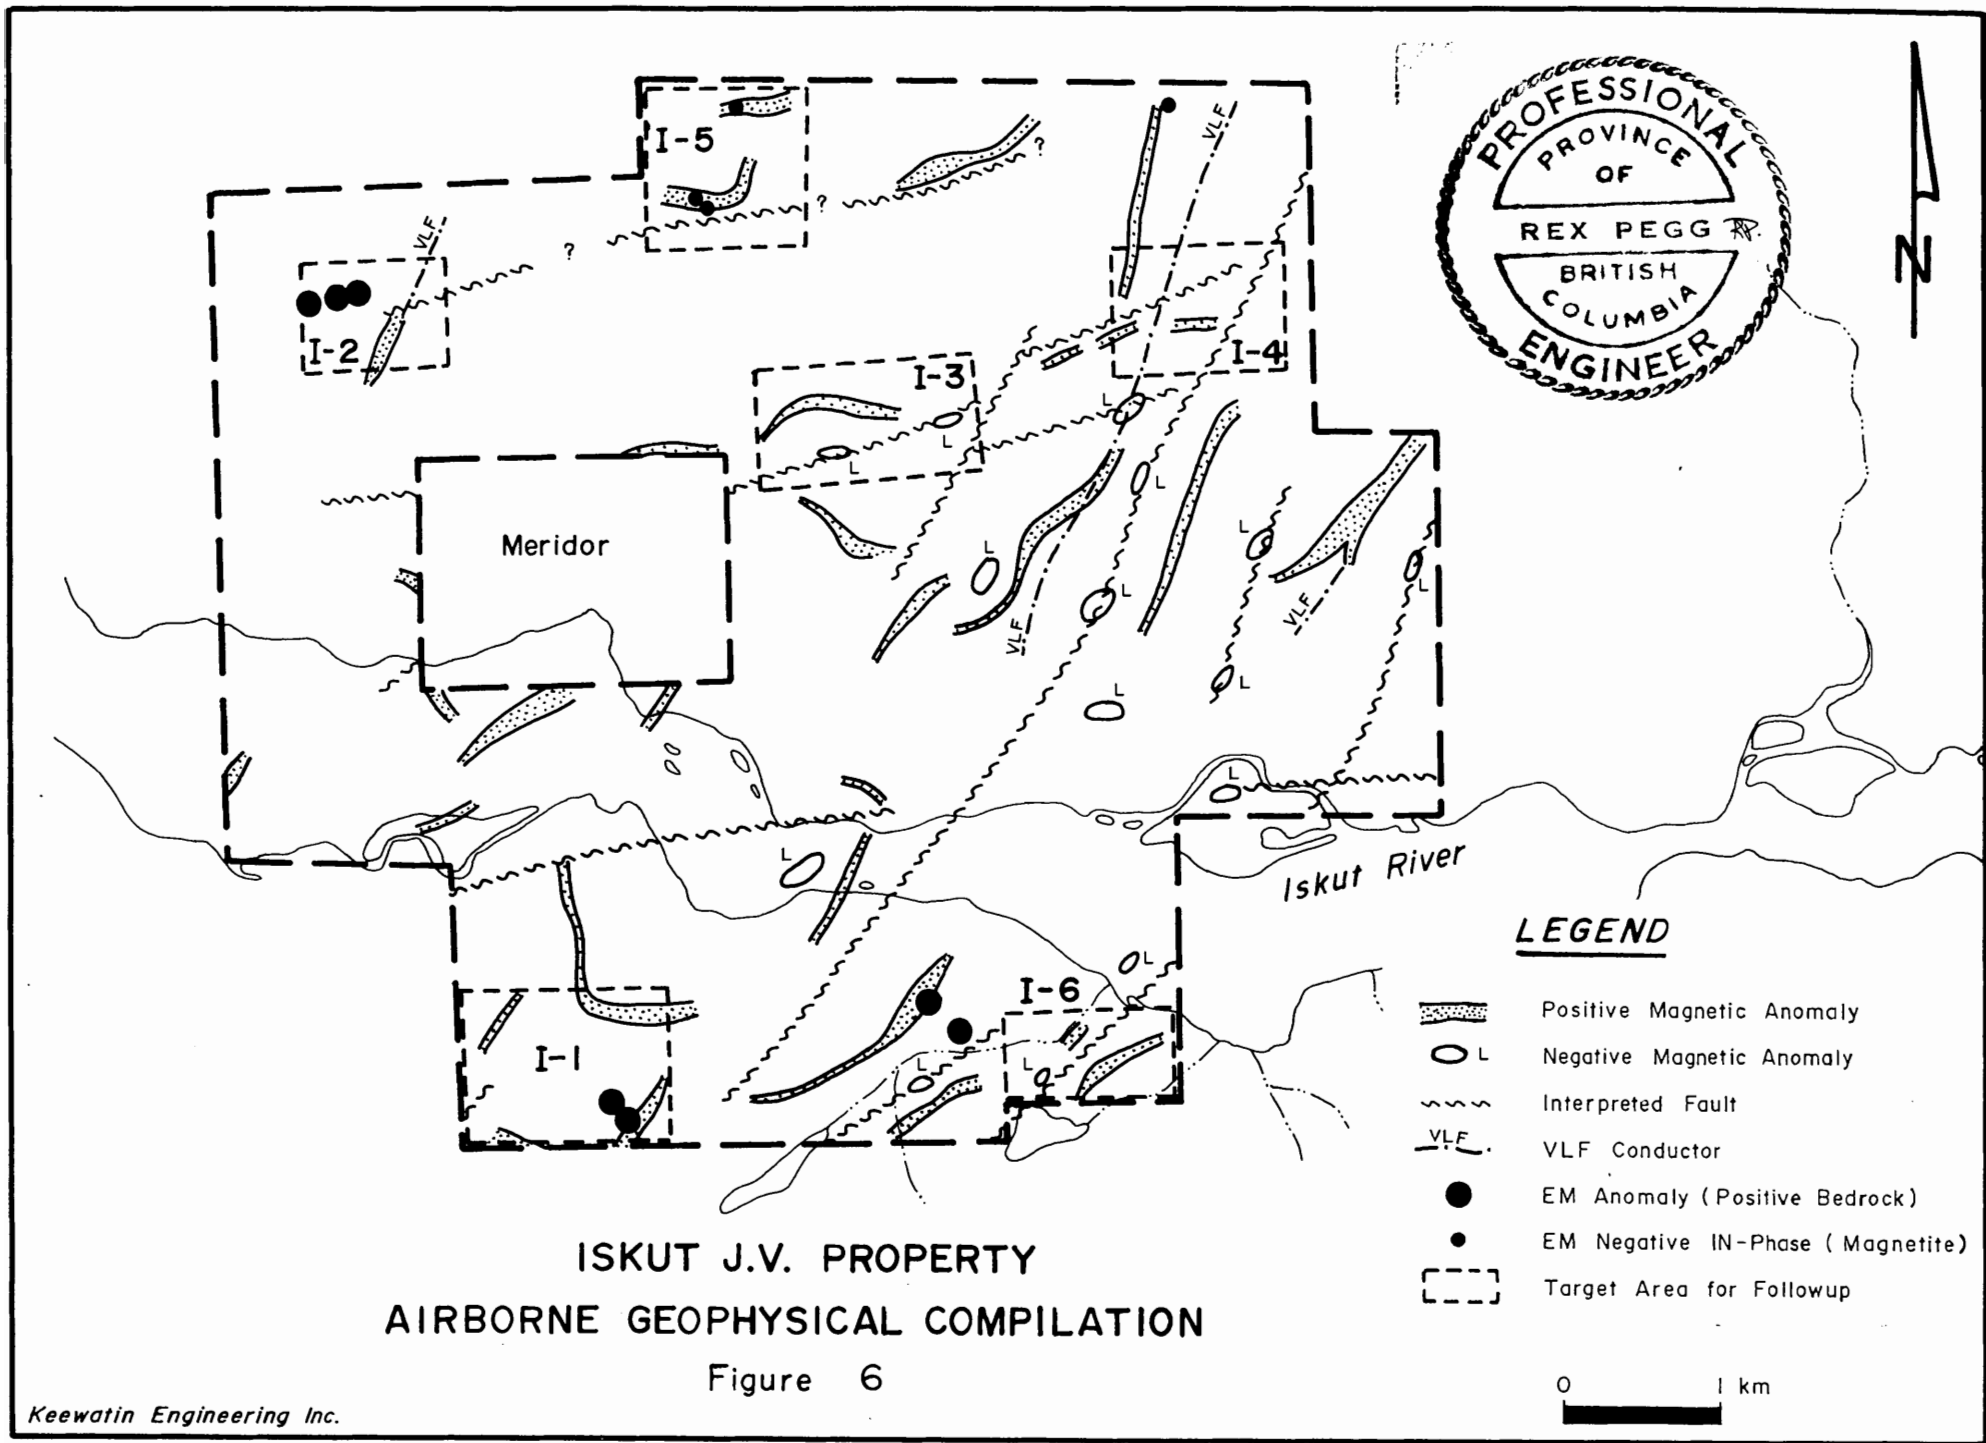 I-5
?
VLF
?
?
VLF
I-2
I-4
I-3
L
L
L
L
Meridor
L
L
L
L
VLF
VLF
L
L
L
L
Iskut River
I-6
L
I-1
L
L
PROFESSIONAL
PROVINCE
OF
REX PEGG RP.
BRITISH
COLUMBIA
ENGINEER
N
LEGEND
Positive Magnetic Anomaly
L Negative Magnetic Anomaly
Interpreted Fault
VLF VLF Conductor
EM Anomaly (Positive Bedrock)
EM Negative IN-Phase (Magnetite)
Target Area for Followup
ISKUT J.V. PROPERTY
AIRBORNE GEOPHYSICAL COMPILATION
Figure 6
0 1 km
Keewatin Engineering Inc.